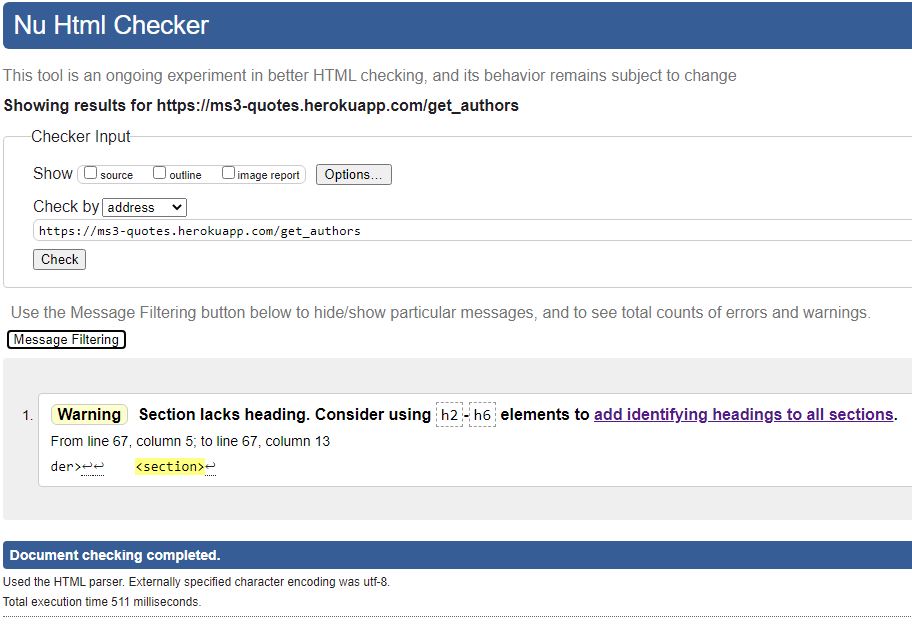 Nu Html Checker
This tool is an ongoing experiment in better HTML checking, and its behavior remains subject to change
Showing results for https://ms3-quotes.herokuapp.com/get_authors
Checker Input
Show source outline image report Options...
Check by address
https://ms3-quotes.herokuapp.com/get_authors
Check
Use the Message Filtering button below to hide/show particular messages, and to see total counts of errors and warnings.
Message Filtering
1. Warning Section lacks heading. Consider using h2-h6 elements to add identifying headings to all sections.
From line 67, column 5; to line 67, column 13
der>↩↩ <section>↩
Document checking completed.
Used the HTML parser. Externally specified character encoding was utf-8.
Total execution time 511 milliseconds.